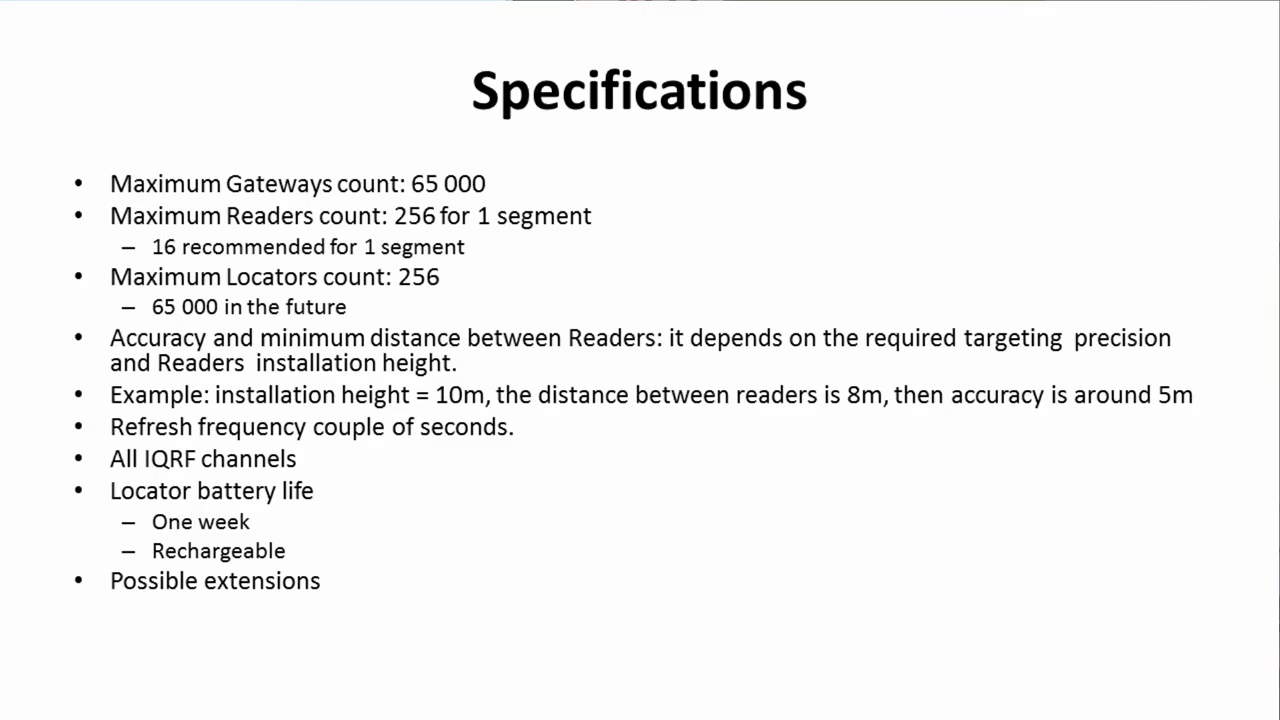 Specifications
• Maximum Gateways count: 65 000
• Maximum Readers count: 256 for 1 segment
– 16 recommended for 1 segment
• Maximum Locators count: 256
– 65 000 in the future
• Accuracy and minimum distance between Readers: it depends on the required targeting precision
and Readers installation height.
• Example: installation height = 10m, the distance between readers is 8m, then accuracy is around 5m
• Refresh frequency couple of seconds.
• All IQRF channels
• Locator battery life
– One week
– Rechargeable
• Possible extensions